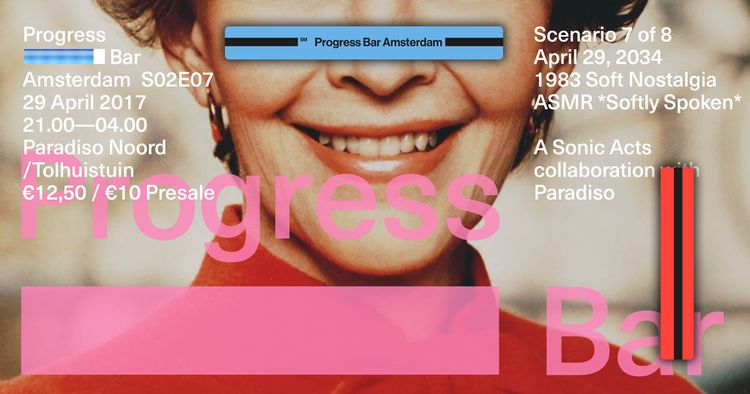 Progress
Bar
Amsterdam S02E07
29 April 2017
21.00—04.00
Paradiso Noord
/Tolhuistuin
€12,50 / €10 Presale
SM Progress Bar Amsterdam
Scenario 7 of 8
April 29, 2034
1983 Soft Nostalgia
ASMR *Softly Spoken*
A Sonic Acts
collaboration with
Paradiso
Progress
Bar